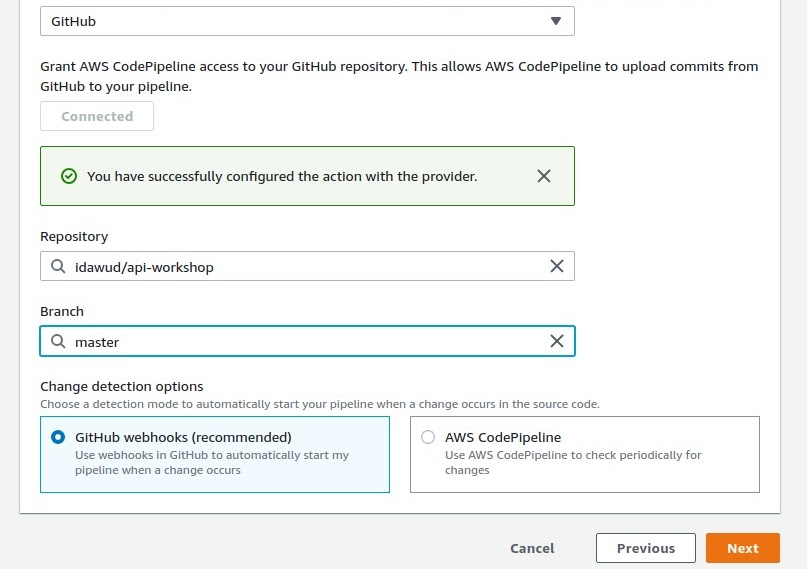 GitHub
Grant AWS CodePipeline access to your GitHub repository. This allows AWS CodePipeline to upload commits from
GitHub to your pipeline.
Connected
You have successfully configured the action with the provider.
Repository
idawud/api-workshop
Branch
master
Change detection options
Choose a detection mode to automatically start your pipeline when a change occurs in the source code.
GitHub webhooks (recommended)
Use webhooks in GitHub to automatically start my
pipeline when a change occurs
AWS CodePipeline
Use AWS CodePipeline to check periodically for
changes
Cancel
Previous
Next